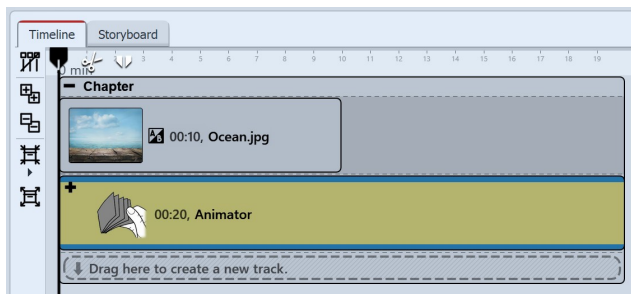 Timeline Storyboard
0 min 3 4 5 6 7 8 9 10 11 12 13 14 15 16 17 18 19
Chapter
00:10, Ocean.jpg
00:20, Animator
Drag here to create a new track.